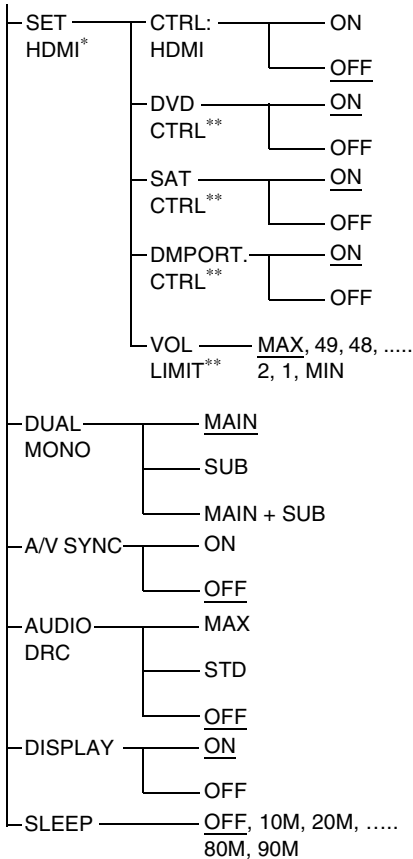 SET CTRL: ON
HDMI* HDMI
OFF
DVD ON
CTRL**
OFF
SAT ON
CTRL**
OFF
DMPORT. ON
CTRL**
OFF
VOL MAX, 49, 48, .....
LIMIT** 2, 1, MIN
DUAL MAIN
MONO
SUB
MAIN + SUB
A/V SYNC ON
OFF
AUDIO MAX
DRC
STD
OFF
DISPLAY ON
OFF
SLEEP OFF, 10M, 20M, .....
80M, 90M